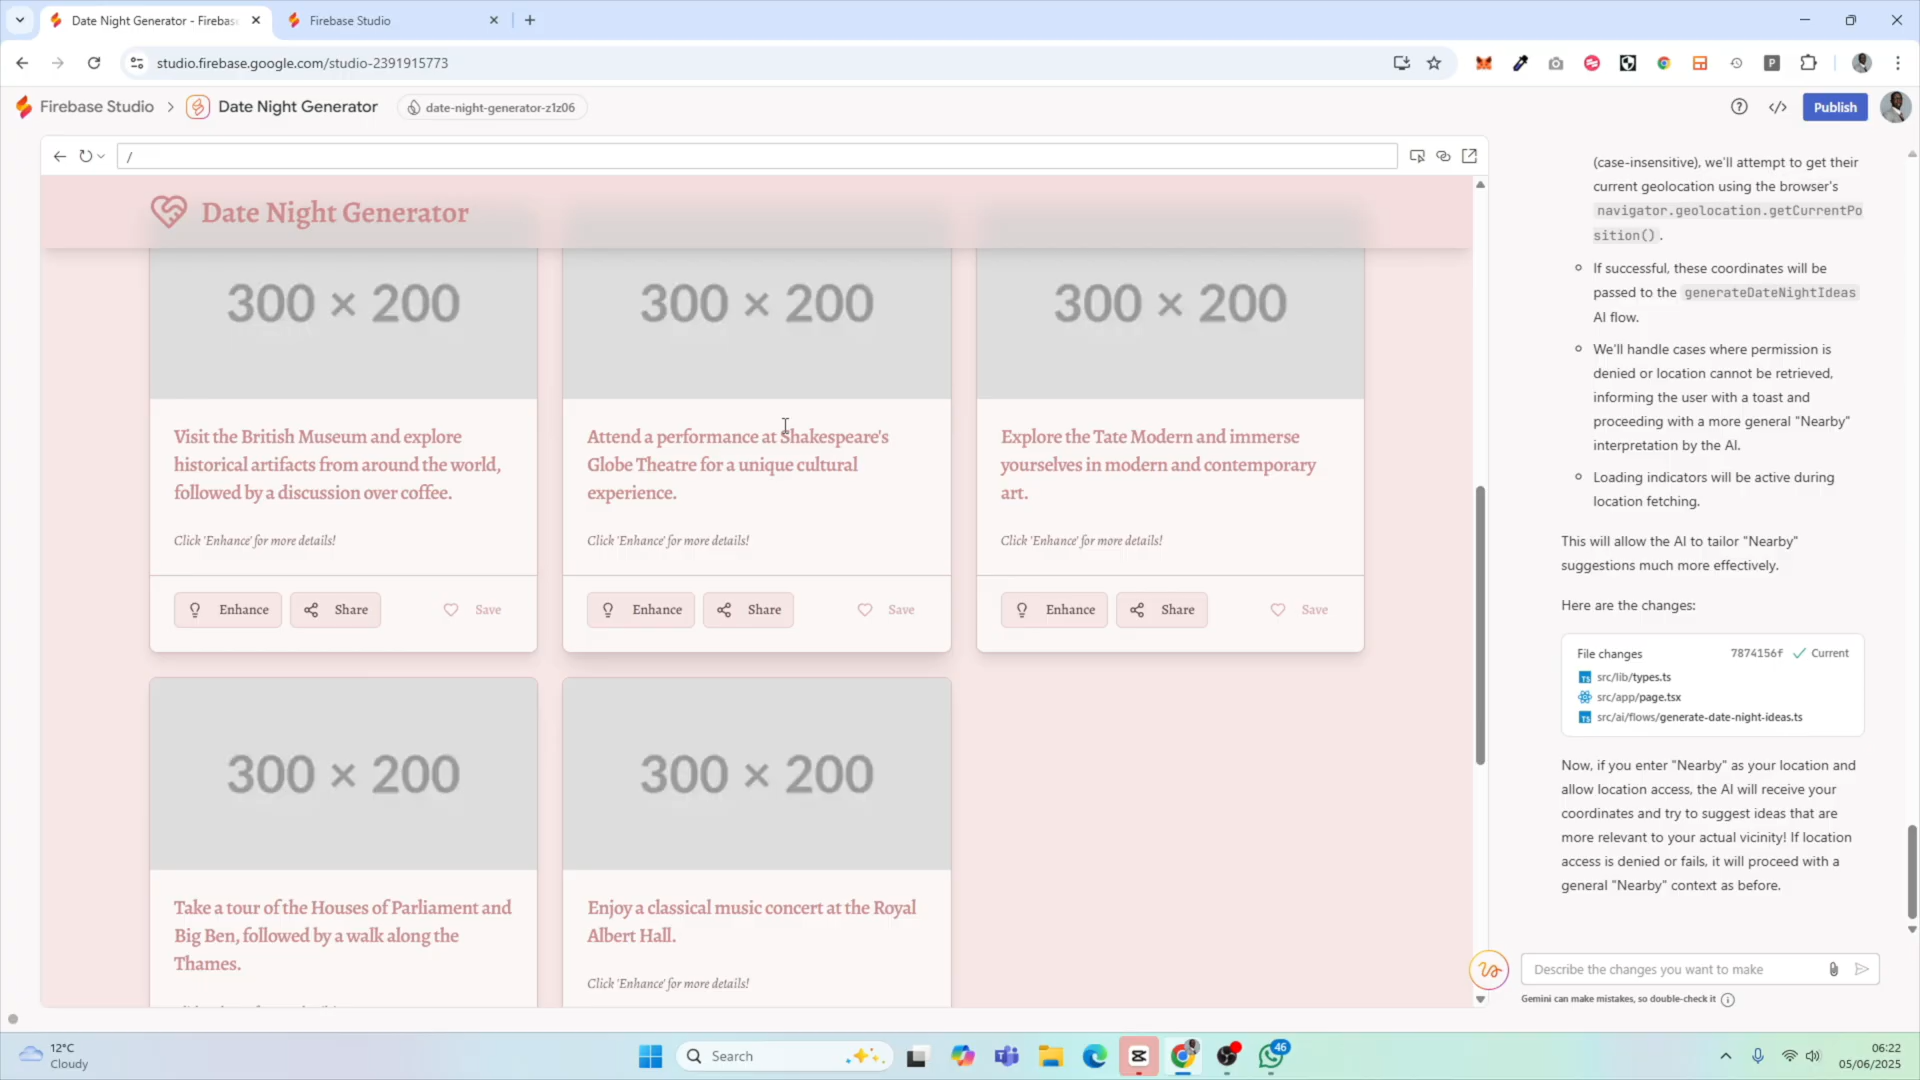 Date Night Generator - Firebase
Firebase Studio
studio.firebase.google.com/studio-2391915773
Firebase Studio
Date Night Generator
date-night-generator-z1z06
Publish
/
Date Night Generator
300 × 200
300 × 200
300 × 200
Visit the British Museum and explore
historical artifacts from around the world,
followed by a discussion over coffee.
Click 'Enhance' for more details!
Enhance
Share
Save
Attend a performance at Shakespeare's
Globe Theatre for a unique cultural
experience.
Click 'Enhance' for more details!
Enhance
Share
Save
Explore the Tate Modern and immerse
yourselves in modern and contemporary
art.
Click 'Enhance' for more details!
Enhance
Share
Save
300 × 200
300 × 200
Take a tour of the Houses of Parliament and
Big Ben, followed by a walk along the
Thames.
Enjoy a classical music concert at the Royal
Albert Hall.
Click 'Enhance' for more details!
(case-insensitive), we'll attempt to get their
current geolocation using the browser's
navigator.geolocation.getCurrentPo
sition() .
If successful, these coordinates will be
passed to the generateDateNightIdeas
AI flow.
We'll handle cases where permission is
denied or location cannot be retrieved,
informing the user with a toast and
proceeding with a more general "Nearby"
interpretation by the AI.
Loading indicators will be active during
location fetching.
This will allow the AI to tailor "Nearby"
suggestions much more effectively.
Here are the changes:
File changes 7874156f Current
src/lib/types.ts
src/app/page.tsx
src/ai/flows/generate-date-night-ideas.ts
Now, if you enter "Nearby" as your location and
allow location access, the AI will receive your
coordinates and try to suggest ideas that are
more relevant to your actual vicinity! If location
access is denied or fails, it will proceed with a
general "Nearby" context as before.
Describe the changes you want to make
Gemini can make mistakes, so double-check it
12°C
Cloudy
Search
46
06:22
05/06/2025